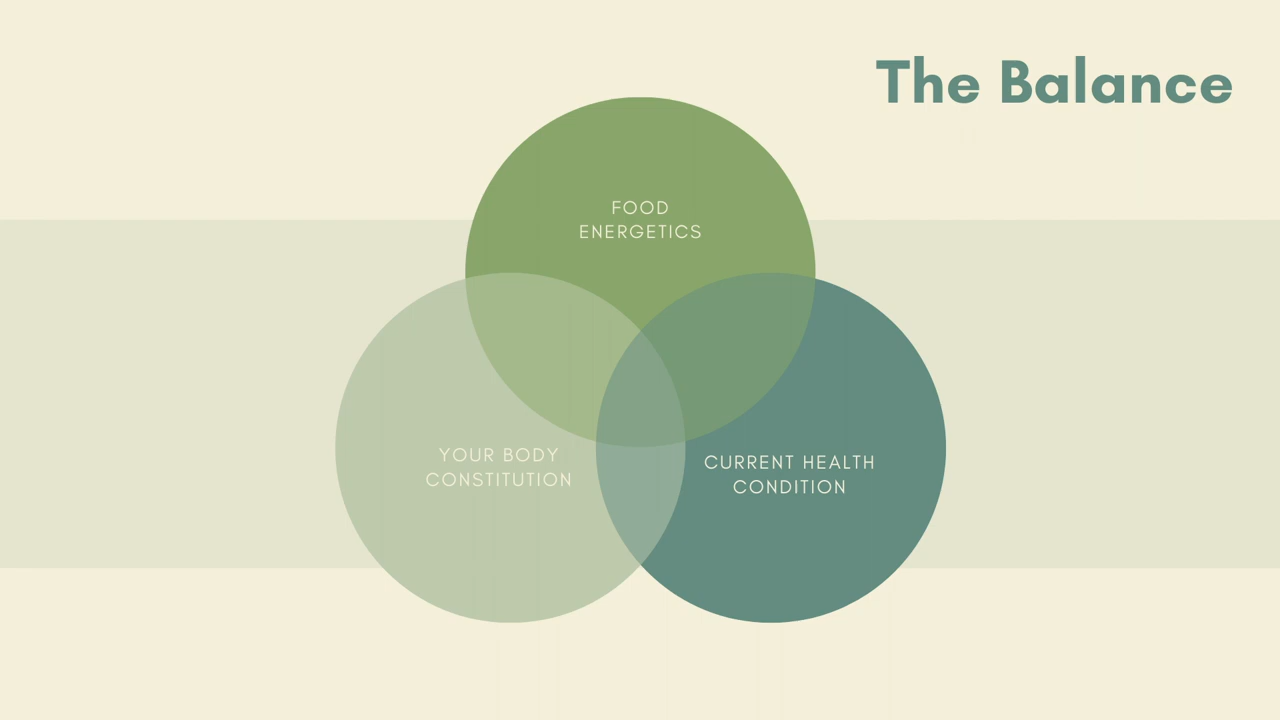 The Balance
FOOD
ENERGETICS
YOUR BODY
CONSTITUTION
CURRENT HEALTH
CONDITION